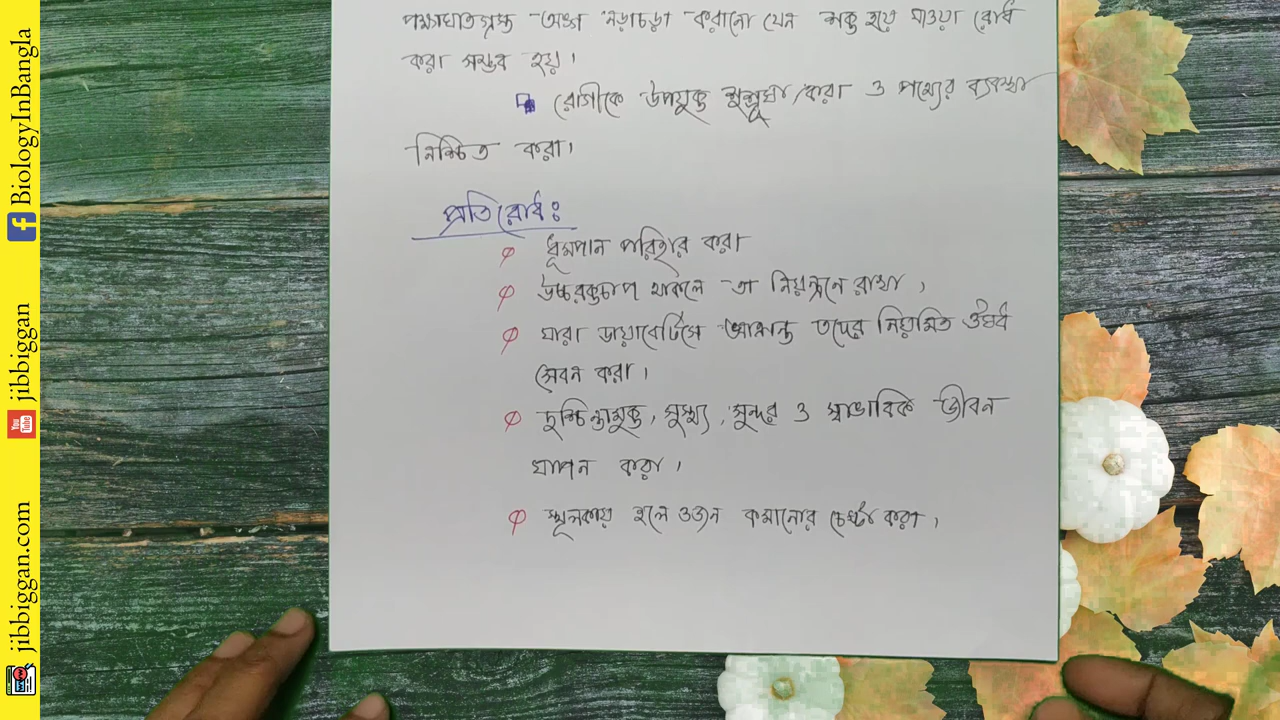 পক্ষাঘাতগ্রস্ত অঙ্গ নড়াচড়া করানো যেন শক্ত হয়ে যাওয়া রোধ
করা সম্ভব হয়।
রোগীকে উপযুক্ত শুশ্রুষা করা ও পথ্যের ব্যবস্থা
নিশ্চিত করা।
প্রতিরোধঃ
ধূমপান পরিহার করা
উচ্চরক্তচাপ থাকলে তা নিয়ন্ত্রনে রাখা,
যারা ডায়াবেটিসে আক্রান্ত তদের নিয়মিত ঔষধ
সেবন করা।
দুশ্চিন্তামুক্ত, সুস্থ্য, সুন্দর ও স্বাভাবিক জীবন
যাপন করা।
স্থূলকায় হলে ওজন কমানোর চেষ্টা করা,
BiologyInBangla
jibbiggan
jibbiggan.com